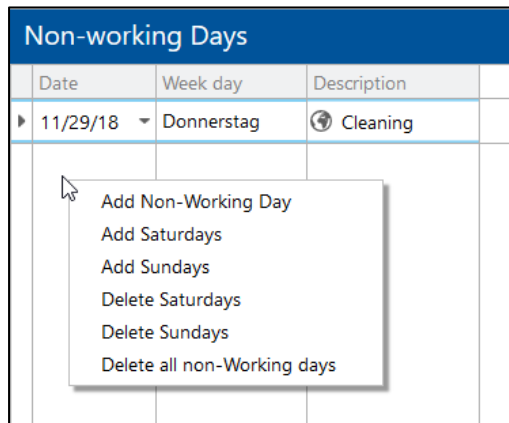 Non-working Days
Date Week day Description
11/29/18 Donnerstag Cleaning
Add Non-Working Day
Add Saturdays
Add Sundays
Delete Saturdays
Delete Sundays
Delete all non-Working days